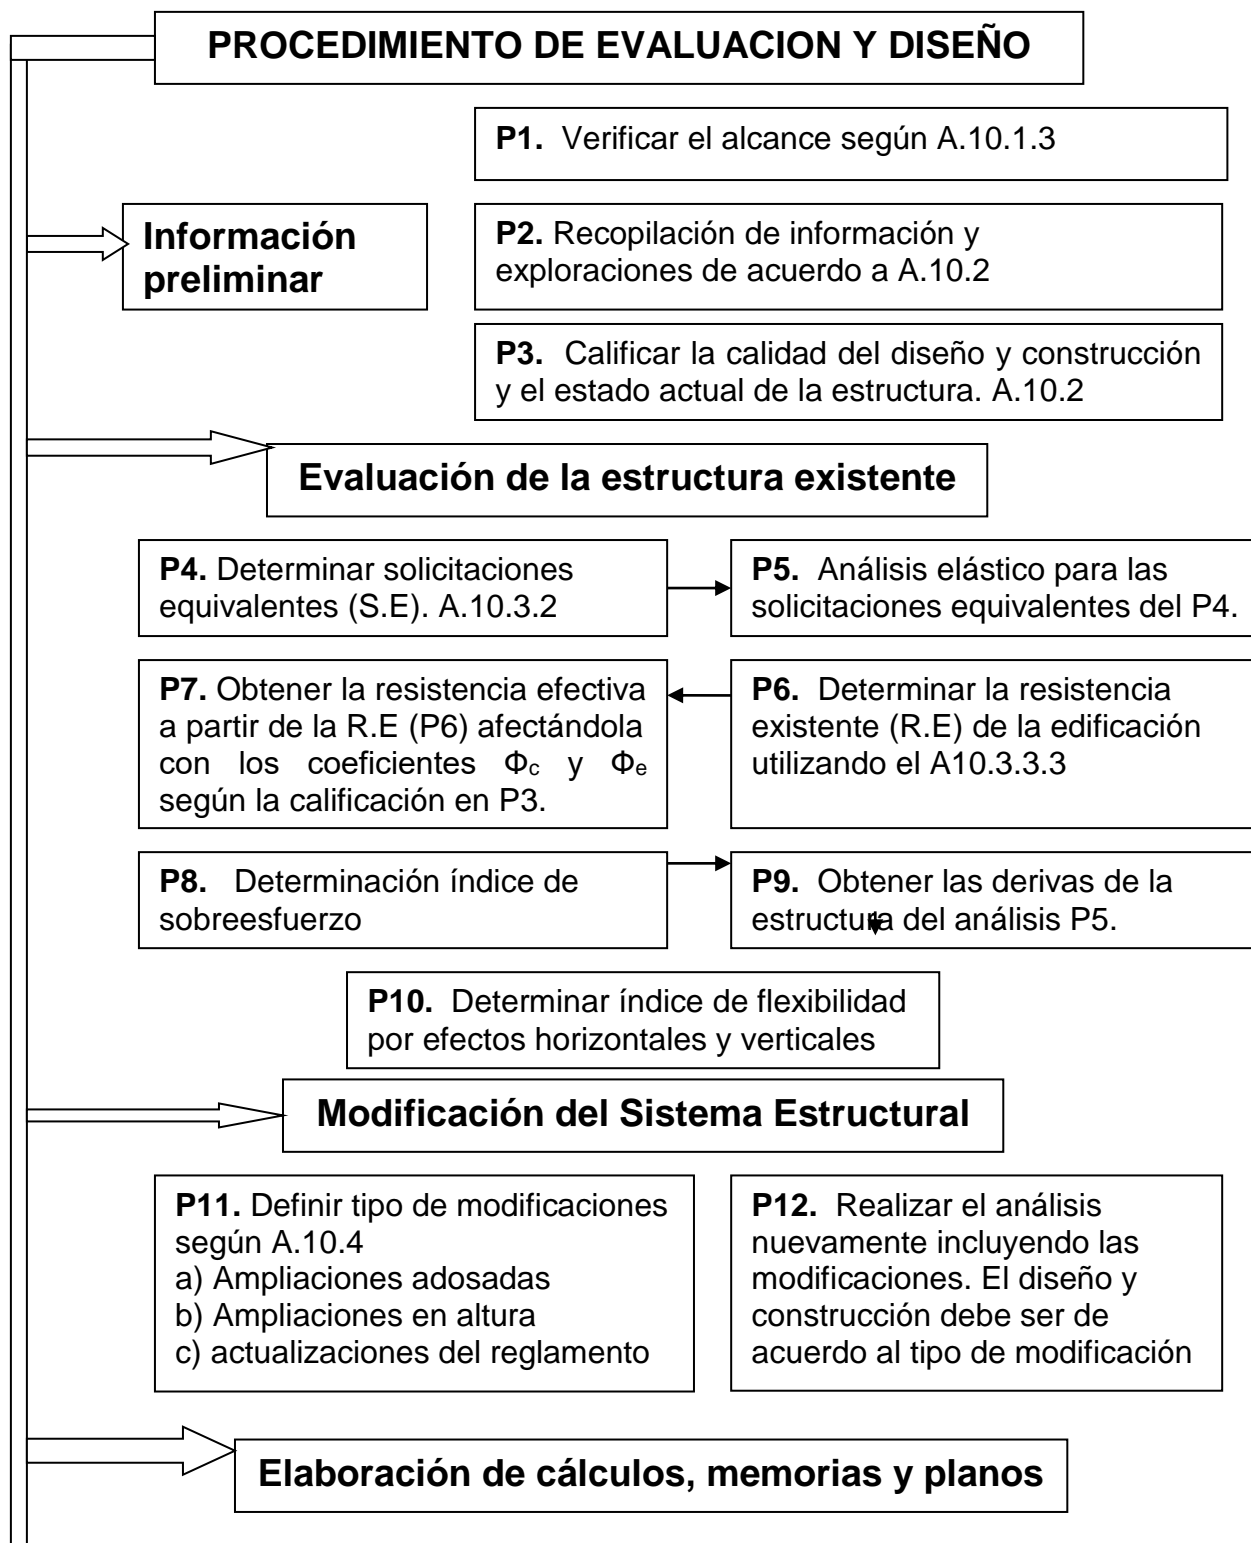 PROCEDIMIENTO DE EVALUACION Y DISEÑO
P1. Verificar el alcance según A.10.1.3
Información
preliminar
P2. Recopilación de información y
exploraciones de acuerdo a A.10.2
P3. Calificar la calidad del diseño y construcción
y el estado actual de la estructura. A.10.2
Evaluación de la estructura existente
P4. Determinar solicitaciones
equivalentes (S.E). A.10.3.2
P5. Análisis elástico para las
solicitaciones equivalentes del P4.
P7. Obtener la resistencia efectiva
a partir de la R.E (P6) afectándola
con los coeficientes Φc y Φe
según la calificación en P3.
P6. Determinar la resistencia
existente (R.E) de la edificación
utilizando el A10.3.3.3
P8. Determinación índice de
sobreesfuerzo
P9. Obtener las derivas de la
estructura del análisis P5.
P10. Determinar índice de flexibilidad
por efectos horizontales y verticales
Modificación del Sistema Estructural
P11. Definir tipo de modificaciones
según A.10.4
a) Ampliaciones adosadas
b) Ampliaciones en altura
c) actualizaciones del reglamento
P12. Realizar el análisis
nuevamente incluyendo las
modificaciones. El diseño y
construcción debe ser de
acuerdo al tipo de modificación
Elaboración de cálculos, memorias y planos